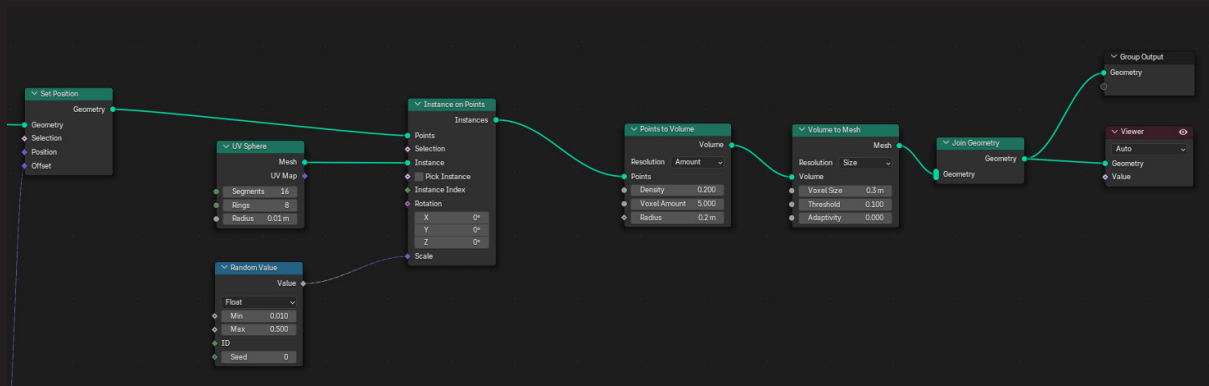 Set Position
Geometry
Geometry
Selection
Position
Offset
UV Sphere
Mesh
UV Map
Segments 16
Rings 8
Radius 0.01 m
Random Value
Value
Float
Min 0.010
Max 0.500
ID
Seed 0
Instance on Points
Instances
Points
Selection
Instance
Pick Instance
Instance Index
Rotation
X 0°
Y 0°
Z 0°
Scale
Points to Volume
Volume
Resolution Amount
Points
Density 0.200
Voxel Amount 5.000
Radius 0.2 m
Volume to Mesh
Mesh
Resolution Size
Volume
Voxel Size 0.3 m
Threshold 0.100
Adaptivity 0.000
Join Geometry
Geometry
Geometry
Group Output
Geometry
Viewer
Auto
Geometry
Value